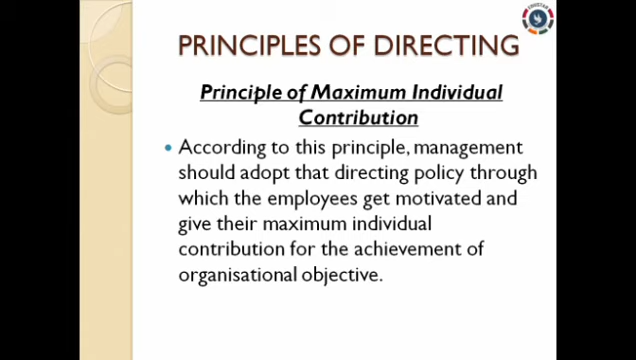 PRINCIPLES OF DIRECTING
Principle of Maximum Individual
Contribution
According to this principle, management
should adopt that directing policy through
which the employees get motivated and
give their maximum individual
contribution for the achievement of
organisational objective.